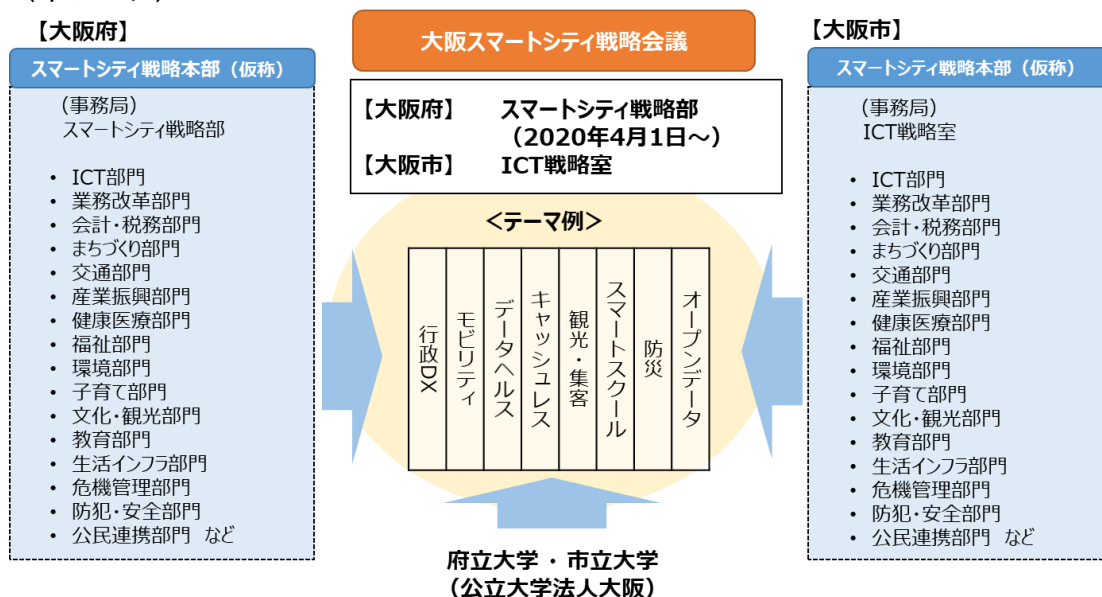 【大阪府】
スマートシティ戦略本部（仮称）
（事務局）
スマートシティ戦略部
• ICT部門
• 業務改革部門
• 会計・税務部門
• まちづくり部門
• 交通部門
• 産業振興部門
• 健康医療部門
• 福祉部門
• 環境部門
• 子育て部門
• 文化・観光部門
• 教育部門
• 生活インフラ部門
• 危機管理部門
• 防犯・安全部門
• 公民連携部門 など
大阪スマートシティ戦略会議
【大阪府】 スマートシティ戦略部
（2020年4月1日～）
【大阪市】 ICT戦略室
＜テーマ例＞
行政DX
モビリティ
データヘルス
キャッシュレス
観光・集客
スマートスクール
防災
オープンデータ
府立大学・市立大学
（公立大学法人大阪）
【大阪市】
スマートシティ戦略本部（仮称）
（事務局）
ICT戦略室
• ICT部門
• 業務改革部門
• 会計・税務部門
• まちづくり部門
• 交通部門
• 産業振興部門
• 健康医療部門
• 福祉部門
• 環境部門
• 子育て部門
• 文化・観光部門
• 教育部門
• 生活インフラ部門
• 危機管理部門
• 防犯・安全部門
• 公民連携部門 など